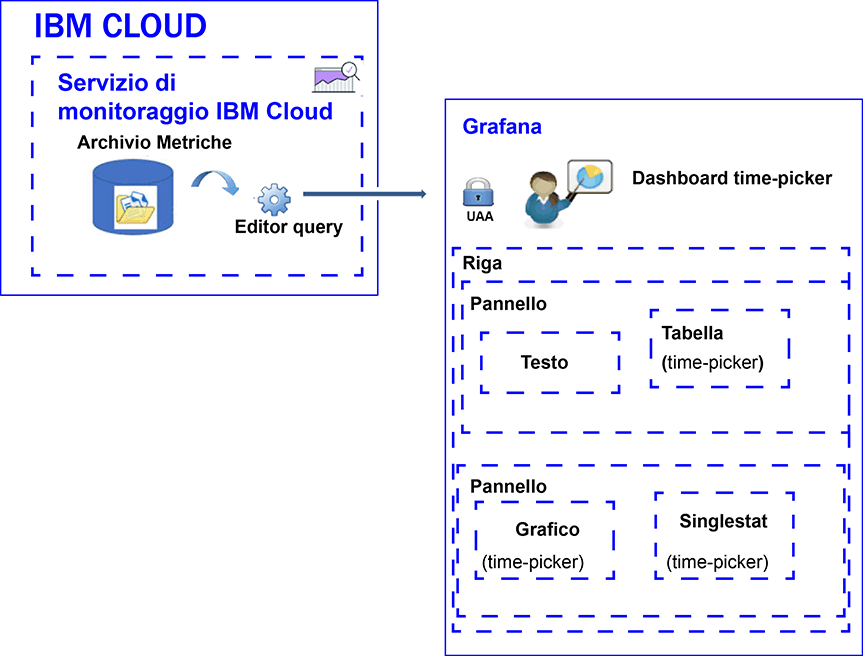 IBM CLOUD
Servizio di
monitoraggio IBM Cloud
Archivio Metriche
Editor query
Grafana
UAA
Dashboard time-picker
Riga
Pannello
Testo
Tabella
(time-picker)
Pannello
Grafico
(time-picker)
Singlestat
(time-picker)